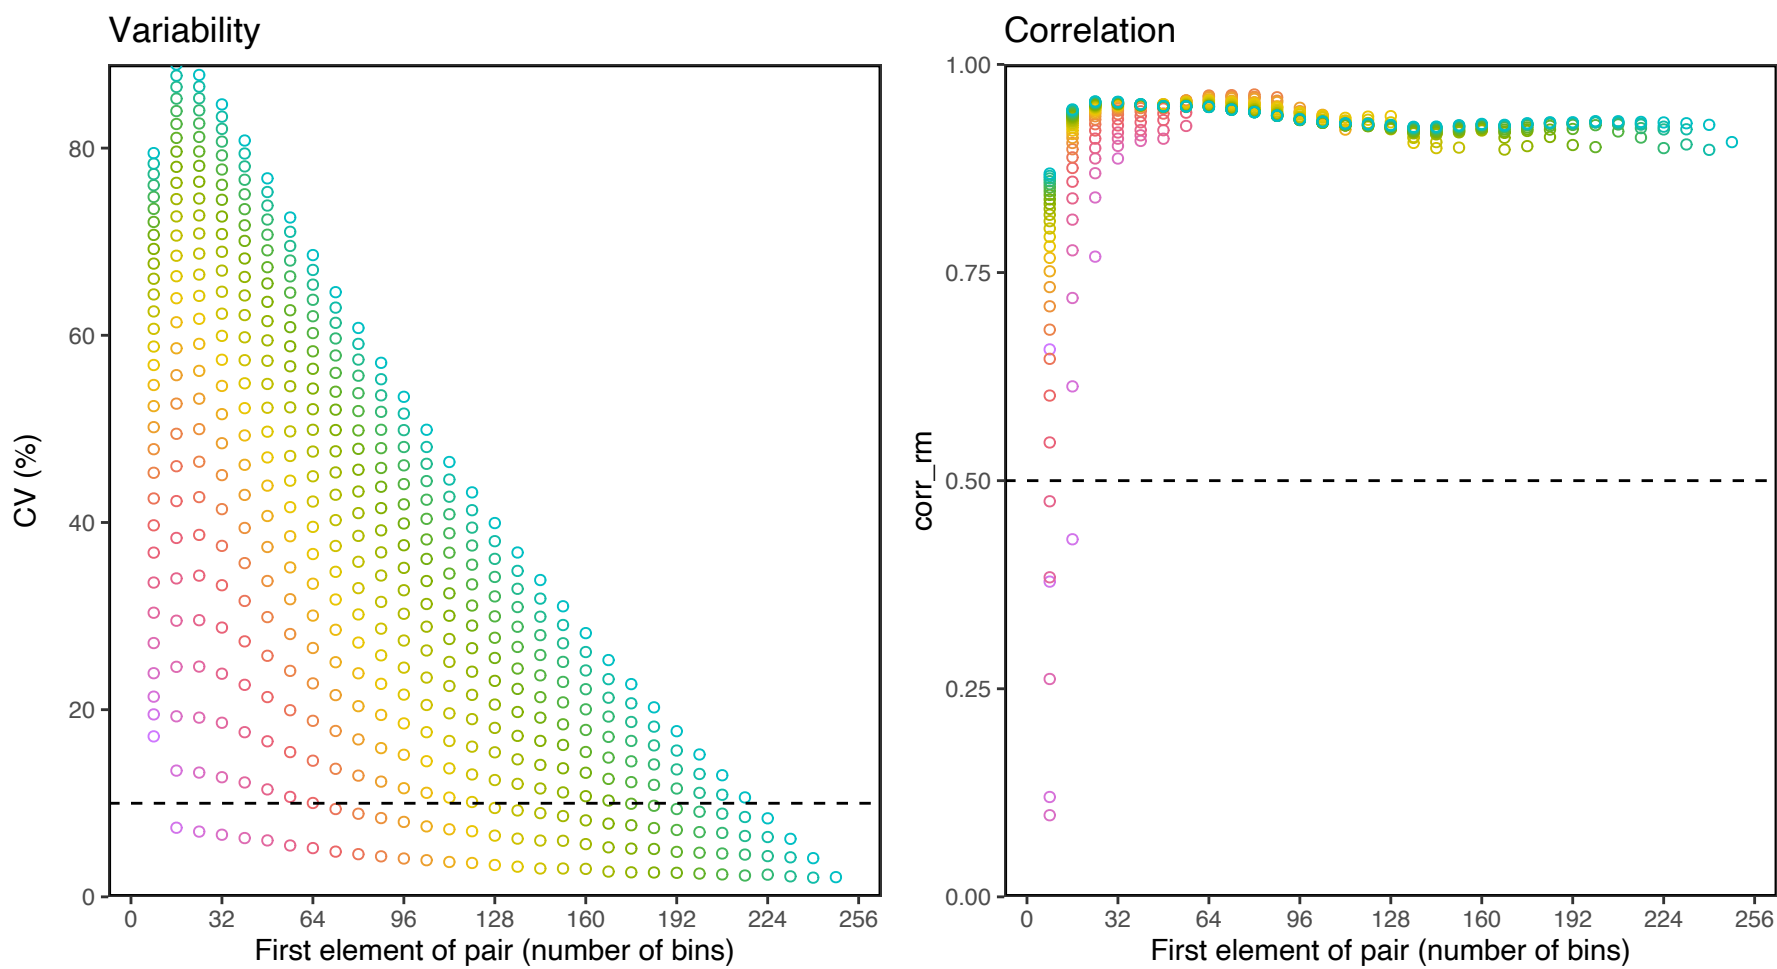 Variability
CV (%)
80
60
40
20
0
0 32 64 96 128 160 192 224 256
First element of pair (number of bins)
Correlation
corr_rm
1.00
0.75
0.50
0.25
0.00
0 32 64 96 128 160 192 224 256
First element of pair (number of bins)